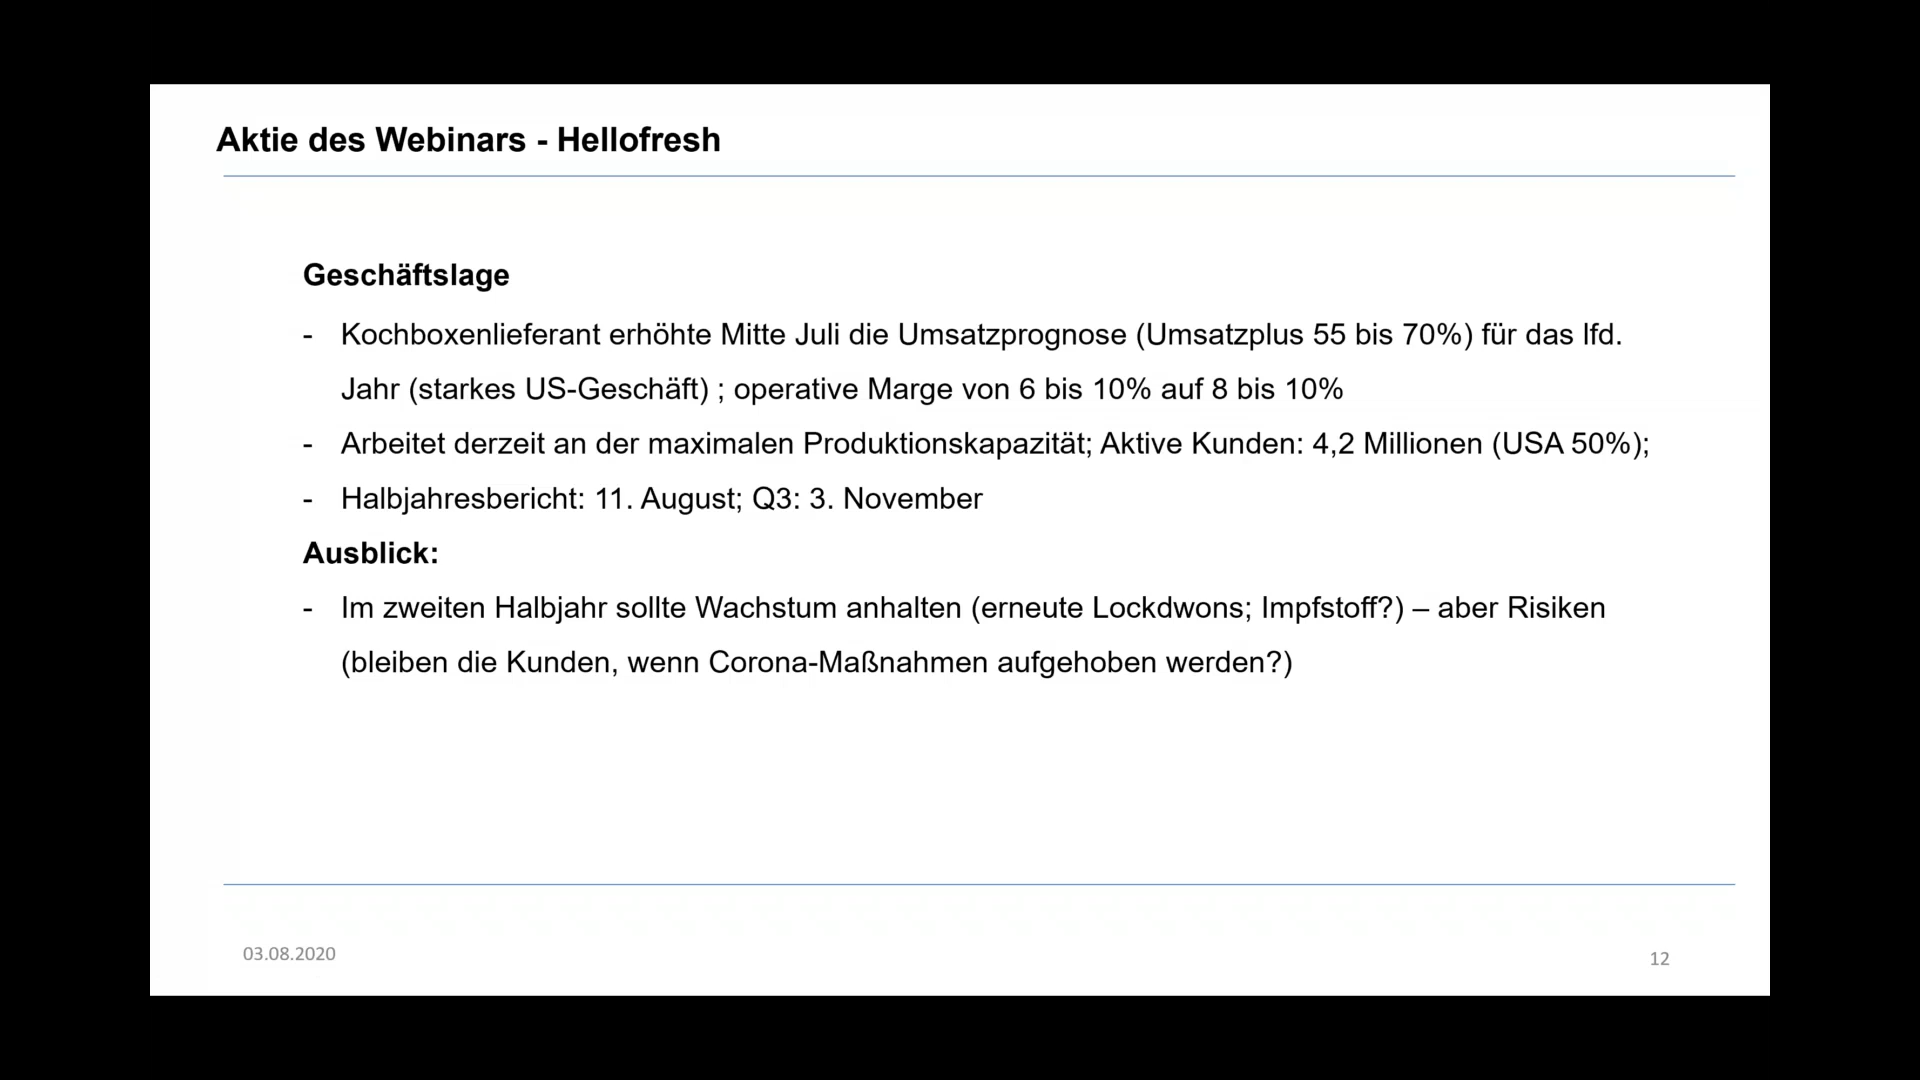 Aktie des Webinars - Hellofresh
Geschäftslage
- Kochboxenlieferant erhöhte Mitte Juli die Umsatzprognose (Umsatzplus 55 bis 70%) für das lfd.
Jahr (starkes US-Geschäft) ; operative Marge von 6 bis 10% auf 8 bis 10%
- Arbeitet derzeit an der maximalen Produktionskapazität; Aktive Kunden: 4,2 Millionen (USA 50%);
- Halbjahresbericht: 11. August; Q3: 3. November
Ausblick:
- Im zweiten Halbjahr sollte Wachstum anhalten (erneute Lockdwons; Impfstoff?) – aber Risiken
(bleiben die Kunden, wenn Corona-Maßnahmen aufgehoben werden?)
03.08.2020
12